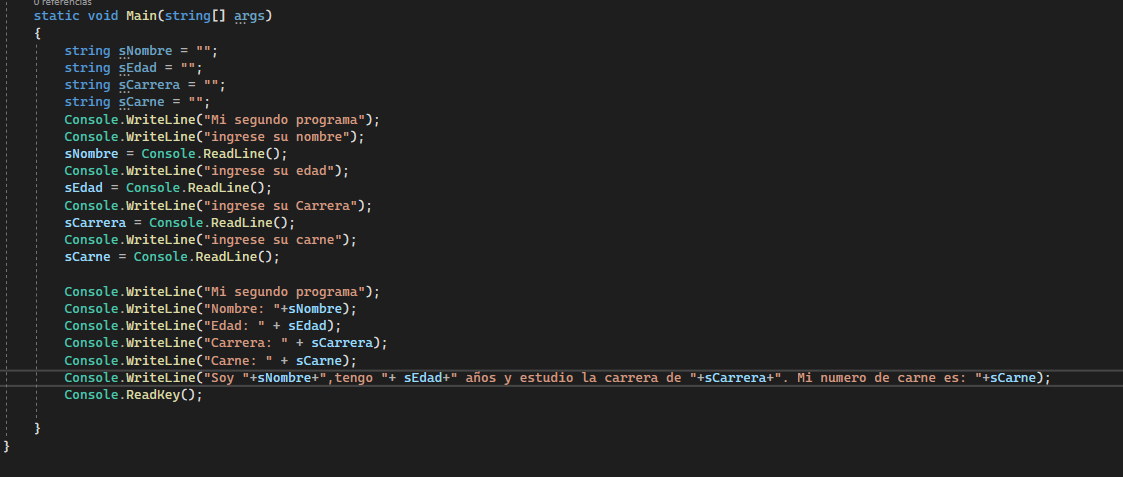 0 referencias
static void Main(string[] args)
{
string sNombre = "";
string sEdad = "";
string sCarrera = "";
string sCarne = "";
Console.WriteLine("Mi segundo programa");
Console.WriteLine("ingrese su nombre");
sNombre = Console.ReadLine();
Console.WriteLine("ingrese su edad");
sEdad = Console.ReadLine();
Console.WriteLine("ingrese su Carrera");
sCarrera = Console.ReadLine();
Console.WriteLine("ingrese su carne");
sCarne = Console.ReadLine();
Console.WriteLine("Mi segundo programa");
Console.WriteLine("Nombre: "+sNombre);
Console.WriteLine("Edad: " + sEdad);
Console.WriteLine("Carrera: " + sCarrera);
Console.WriteLine("Carne: " + sCarne);
Console.WriteLine("Soy "+sNombre+",tengo "+ sEdad+" años y estudio la carrera de "+sCarrera+". Mi numero de carne es: "+sCarne);
Console.ReadKey();
}
}